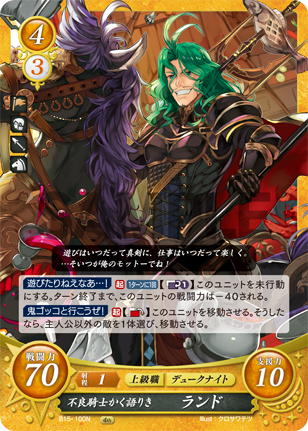 4
3
遊びはいつだって真剣に、仕事はいつだって楽しく。
…そいつが俺のモットーでね!
遊びたりねえなあ…! 起 1ターンに1回 【 1】このユニットを未行動
にする。ターン終了まで、このユニットの戦闘力は−40される。
鬼ゴッコと行こうぜ! 起 【 】このユニットを移動させる。そうしたな
ら、主人公以外の敵を1体選び、移動させる。
戦闘力
70
射程 1
上級職
デュークナイト
支援力
10
不良騎士かく語りき ランド
B15-100N
Illust:クロサワテツ